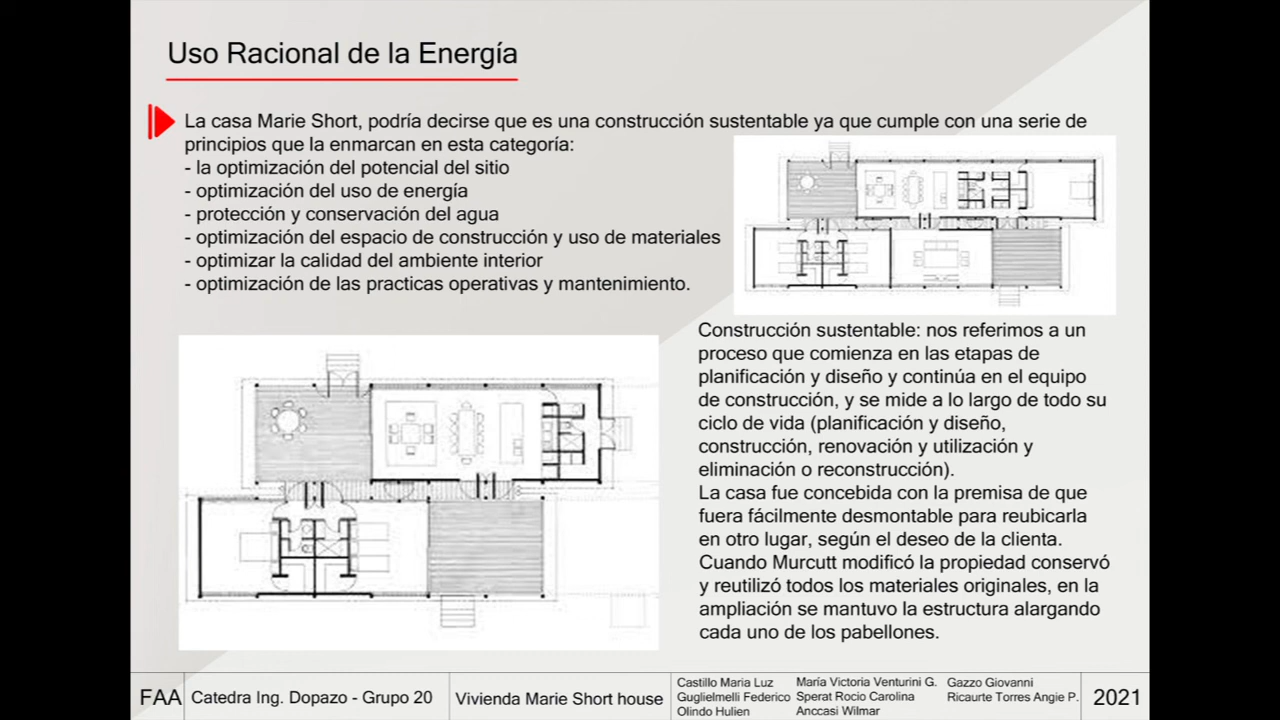 Uso Racional de la Energía
La casa Marie Short, podría decirse que es una construcción sustentable ya que cumple con una serie de
principios que la enmarcan en esta categoría:
- la optimización del potencial del sitio
- optimización del uso de energía
- protección y conservación del agua
- optimización del espacio de construcción y uso de materiales
- optimizar la calidad del ambiente interior
- optimización de las practicas operativas y mantenimiento.
Construcción sustentable: nos referimos a un
proceso que comienza en las etapas de
planificación y diseño y continúa en el equipo
de construcción, y se mide a lo largo de todo su
ciclo de vida (planificación y diseño,
construcción, renovación y utilización y
eliminación o reconstrucción).
La casa fue concebida con la premisa de que
fuera fácilmente desmontable para reubicarla
en otro lugar, según el deseo de la clienta.
Cuando Murcutt modificó la propiedad conservó
y reutilizó todos los materiales originales, en la
ampliación se mantuvo la estructura alargando
cada uno de los pabellones.
FAA
Catedra Ing. Dopazo - Grupo 20
Vivienda Marie Short house
Castillo Maria Luz
Guglielmelli Federico
Olindo Hulien
María Victoria Venturini G.
Sperat Rocio Carolina
Anccasi Wilmar
Gazzo Giovanni
Ricaurte Torres Angie P.
2021